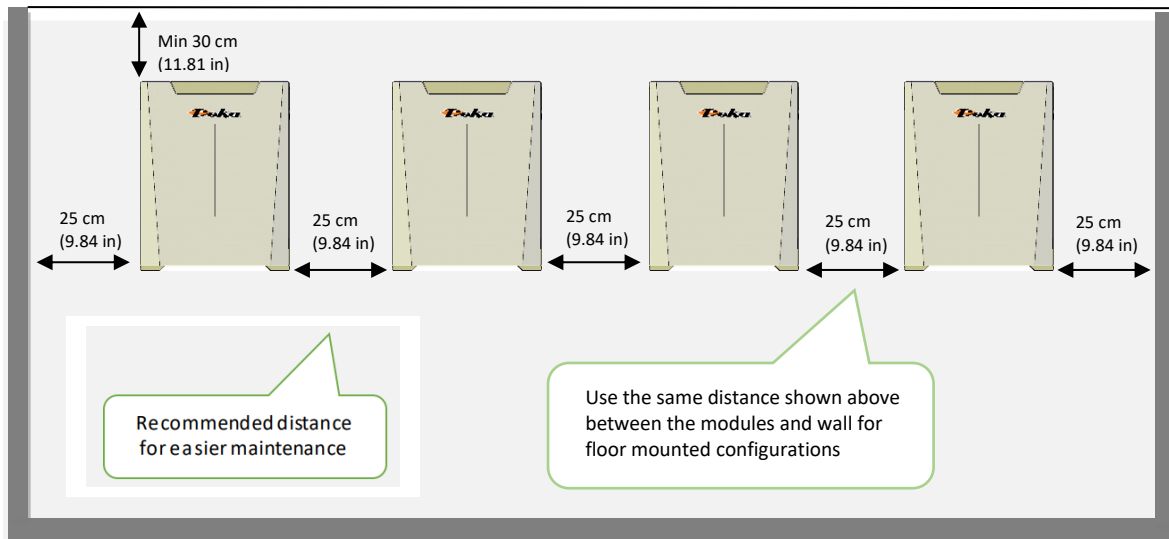 Min 30 cm
(11.81 in)
25 cm
(9.84 in)
25 cm
(9.84 in)
25 cm
(9.84 in)
25 cm
(9.84 in)
25 cm
(9.84 in)
Recommended distance
for easier maintenance
Use the same distance shown above
between the modules and wall for
floor mounted configurations